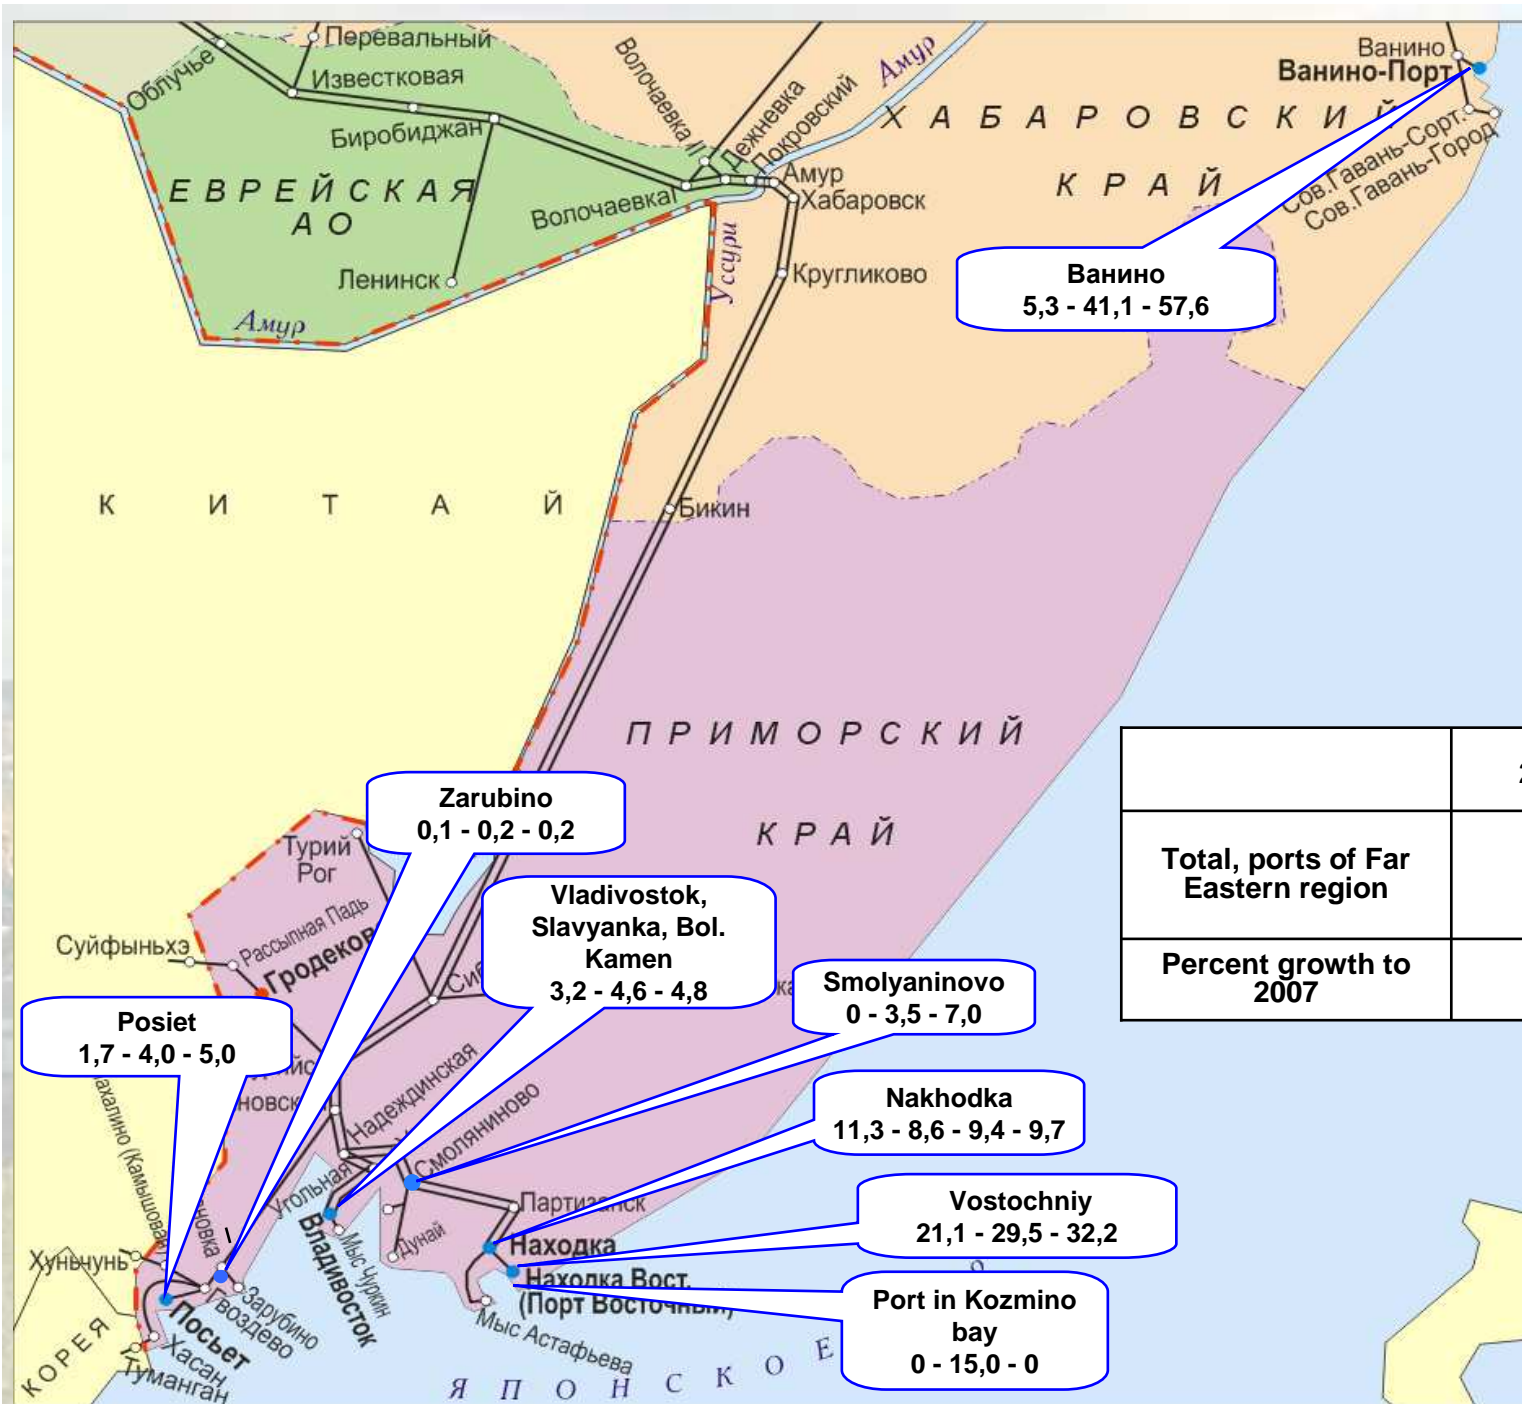 Перевальный
Облучье
Известковая
Биробиджан
Волочаевка II
Дежневка
Покровский
Амур
Ванино
Ванино-Порт
ХАБАРОВСКИЙ
КРАЙ
Сов.Гавань-Сорт.
Сов.Гавань-Город
ЕВРЕЙСКАЯ
АО
ВолочаевкаI
Амур
Хабаровск
Ленинск
Уссури
Кругликово
Амур
Ванино
5,3 - 41,1 - 57,6
КИТАЙ
Бикин
ПРИМОРСКИЙ
КРАЙ
Total, ports of Far
Eastern region
Percent growth to
2007
Zarubino
0,1 - 0,2 - 0,2
Турий
Рог
Vladivostok,
Slavyanka, Bol.
Kamen
3,2 - 4,6 - 4,8
Суйфыньхэ
Рассыпная Падь
Smolyaninovo
0 - 3,5 - 7,0
Posiet
1,7 - 4,0 - 5,0
Надеждинская
Смоляниново
Nakhodka
11,3 - 8,6 - 9,4 - 9,7
Угольная
Партизанск
Vostochniy
21,1 - 29,5 - 32,2
Владивосток
Мыс Чуркин
Дунай
Находка
Находка Вост.
(Порт Восточный)
Хуньчунь
Зарубино
Гвоздево
Посьет
Хасан
Туманган
КОРЕЯ
Мыс Астафьева
Port in Kozmino
bay
0 - 15,0 - 0
ЯПОНСКОЕ